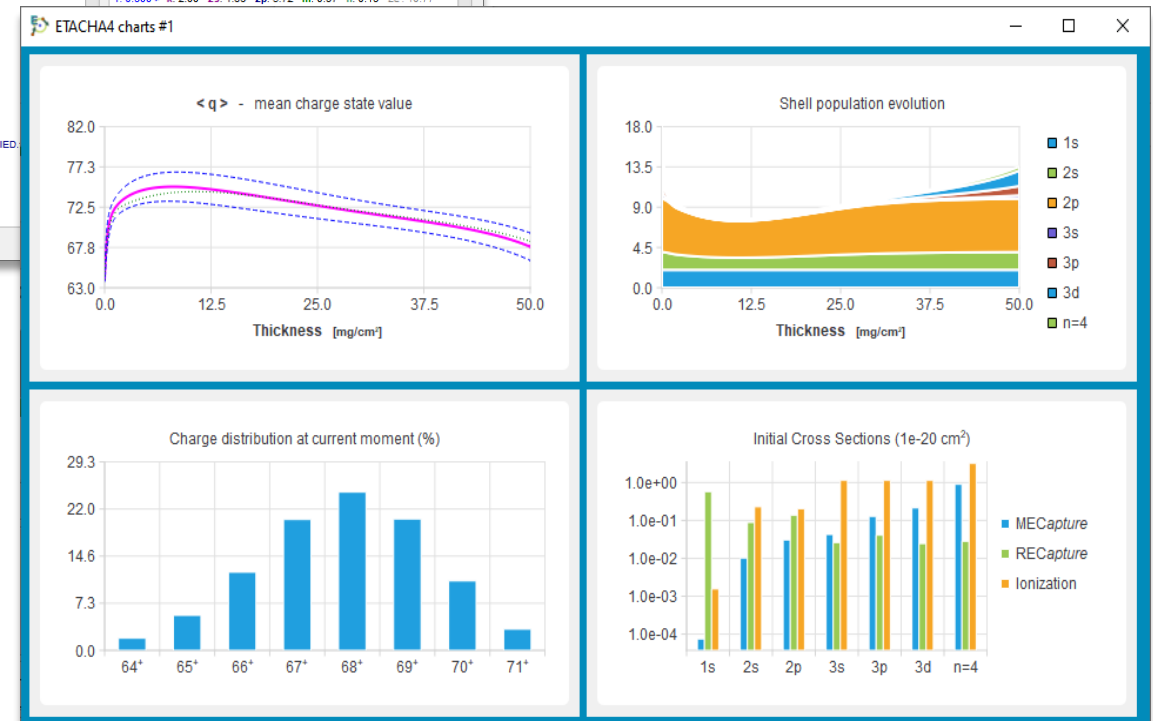 ETACHA4 charts #1
IED.
<q> - mean charge state value
82.0
77.3
72.5
67.8
63.0
0.0 12.5 25.0 37.5 50.0
Thickness [mg/cm²]
Shell population evolution
18.0
13.5
9.0
4.5
0.0
0.0 12.5 25.0 37.5 50.0
Thickness [mg/cm²]
1s
2s
2p
3s
3p
3d
n=4
Charge distribution at current moment (%)
29.3
22.0
14.6
7.3
0.0
64⁺ 65⁺ 66⁺ 67⁺ 68⁺ 69⁺ 70⁺ 71⁺
Initial Cross Sections (1e-20 cm²)
1.0e+00
1.0e-01
1.0e-02
1.0e-03
1.0e-04
1s 2s 2p 3s 3p 3d n=4
MECapture
RECapture
Ionization